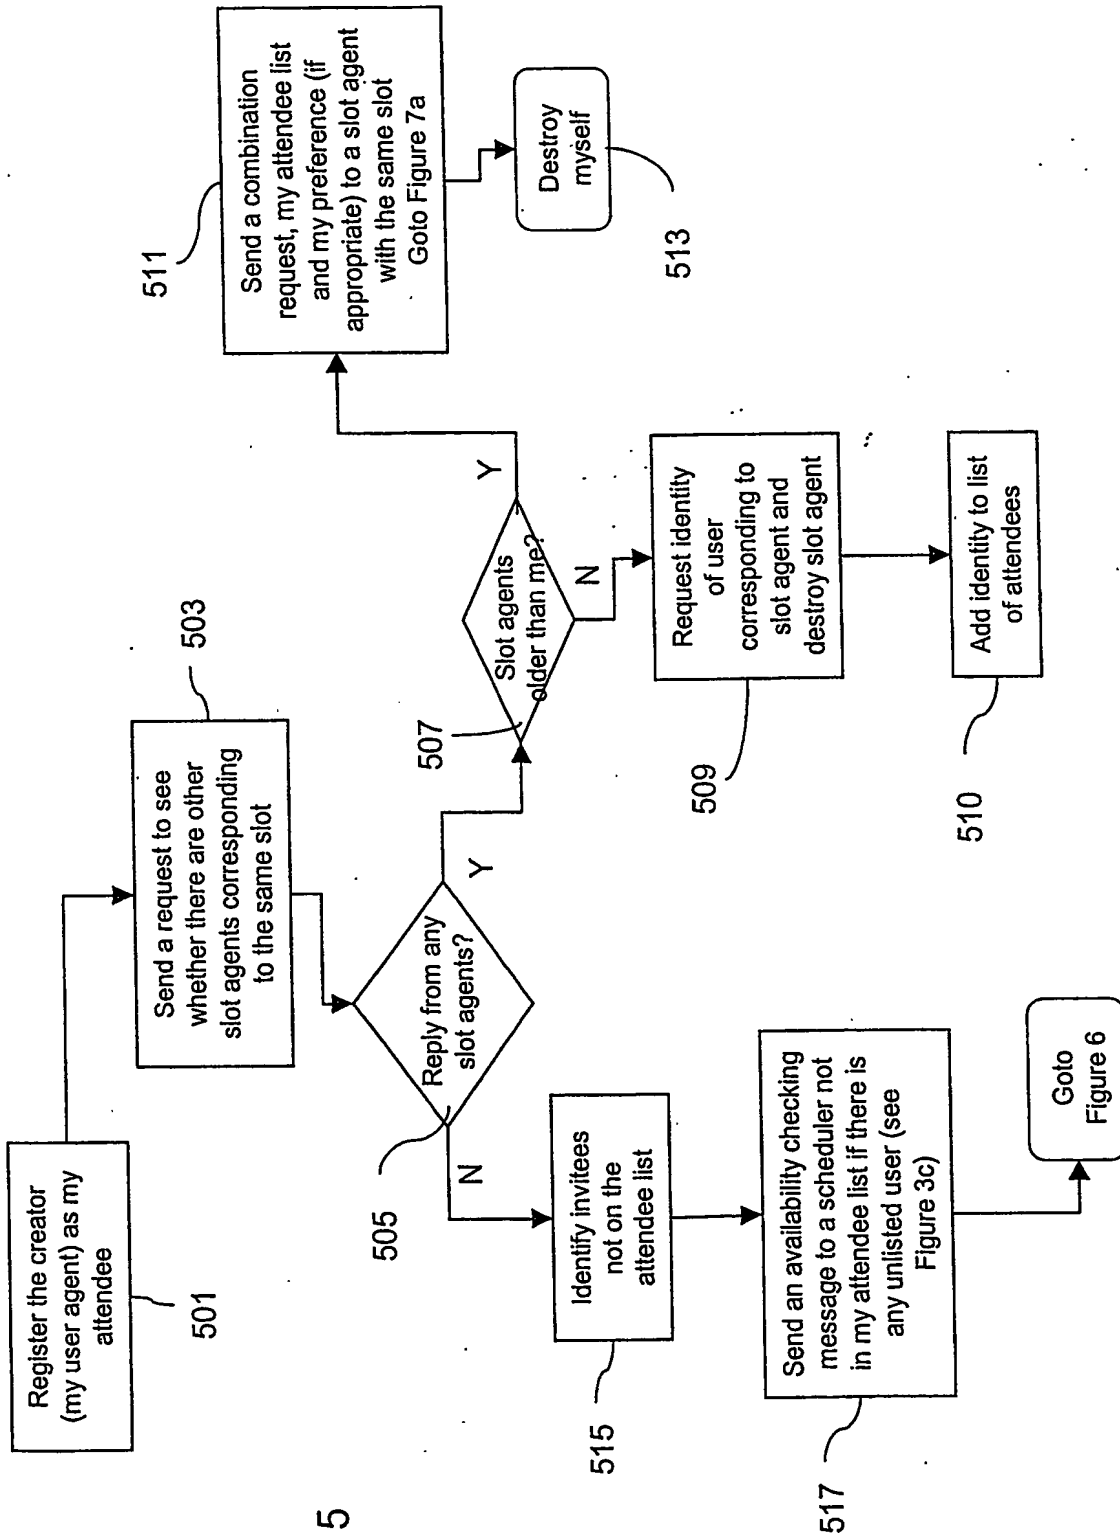 Register the creator
(my user agent) as my
attendee
501
Send a request to see
whether there are other
slot agents corresponding
to the same slot
503
Reply from any
slot agents?
505
N
Y
Identify invitees
not on the
attendee list
515
Send an availability checking
message to a scheduler not
in my attendee list if there is
any unlisted user (see
Figure 3c)
517
Goto
Figure 6
Slot agents
older than me?
507
Y
N
Send a combination
request, my attendee list
and my preference (if
appropriate) to a slot agent
with the same slot
Goto Figure 7a
511
Destroy
myself
513
Request identity
of user
corresponding to
slot agent and
destroy slot agent
509
Add identity to list
of attendees
510
5